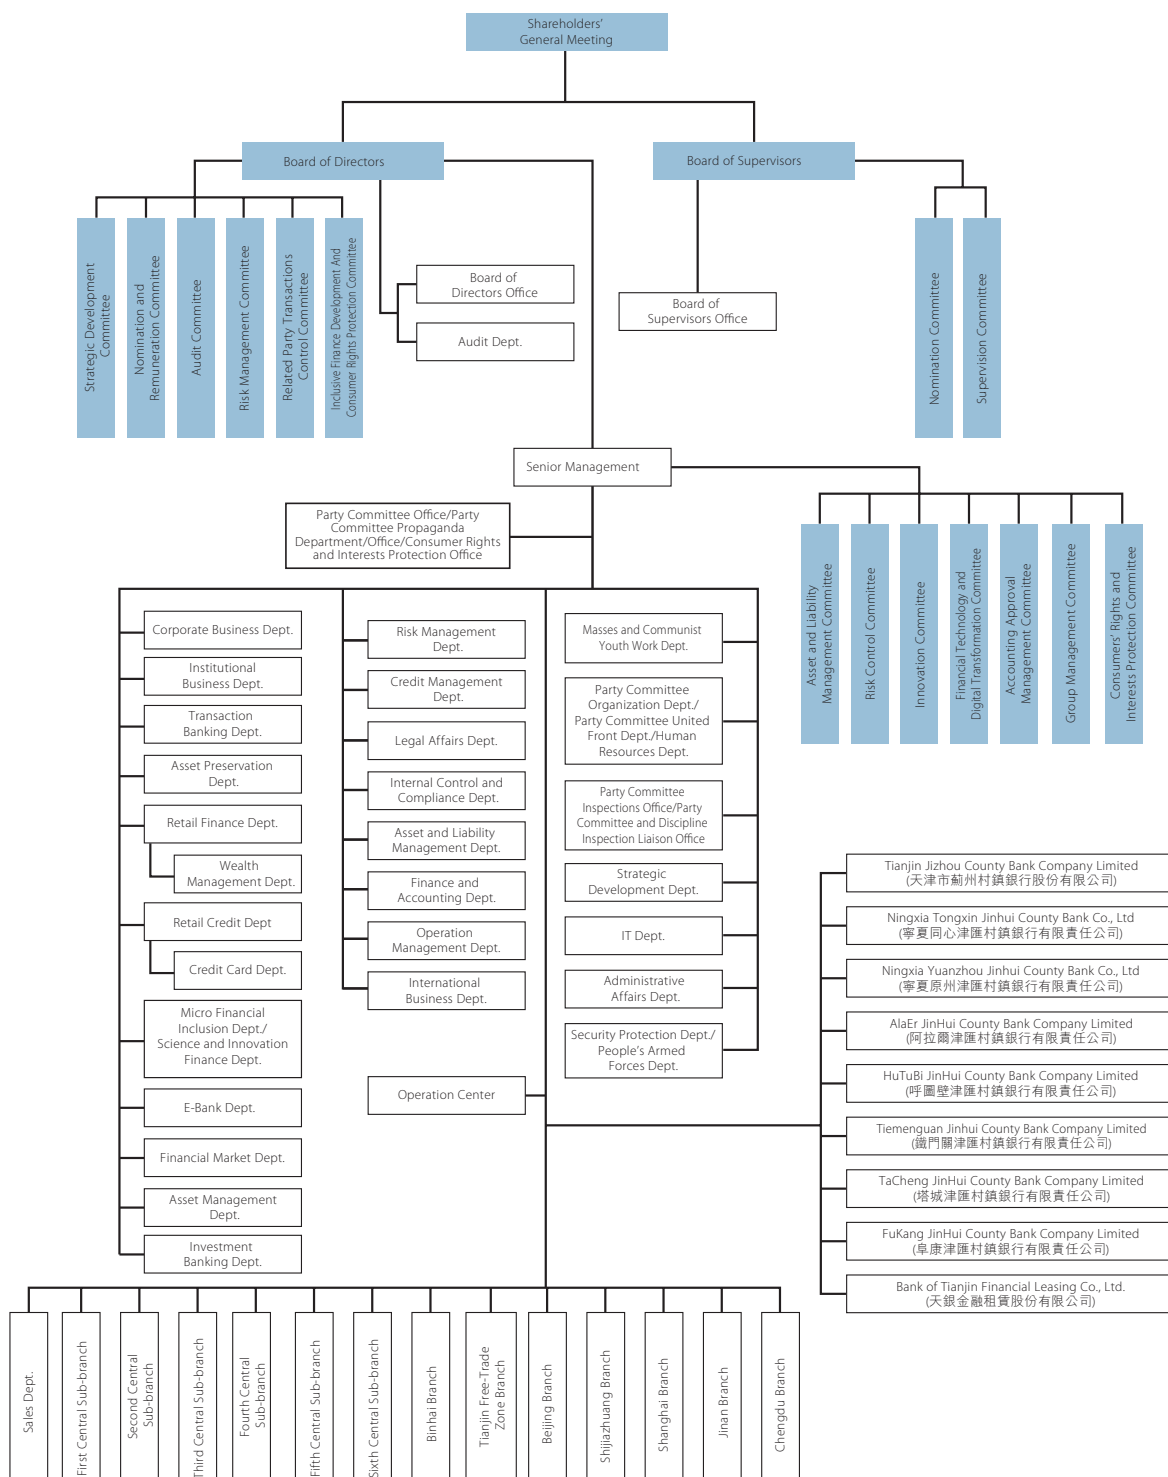 Shareholders’
General Meeting
Board of Directors
Board of Supervisors
Strategic Development
Committee
Nomination and
Remuneration Committee
Audit Committee
Risk Management Committee
Related Party Transactions
Control Committee
Inclusive Finance Development And
Consumer Rights Protection Committee
Board of
Directors Office
Audit Dept.
Board of
Supervisors Office
Nomination Committee
Supervision Committee
Senior Management
Party Committee Office/Party
Committee Propaganda
Department/Office/Consumer Rights
and Interests Protection Office
Asset and Liability
Management Committee
Risk Control Committee
Innovation Committee
Financial Technology and
Digital Transformation Committee
Accounting Approval
Management Committee
Group Management Committee
Consumers’ Rights and
Interests Protection Committee
Corporate Business Dept.
Institutional
Business Dept.
Transaction
Banking Dept.
Asset Preservation
Dept.
Retail Finance Dept.
Wealth
Management Dept.
Retail Credit Dept
Credit Card Dept.
Micro Financial
Inclusion Dept./
Science and Innovation
Finance Dept.
E-Bank Dept.
Financial Market Dept.
Asset Management
Dept.
Investment
Banking Dept.
Risk Management
Dept.
Credit Management
Dept.
Legal Affairs Dept.
Internal Control and
Compliance Dept.
Asset and Liability
Management Dept.
Finance and
Accounting Dept.
Operation
Management Dept.
International
Business Dept.
Operation Center
Masses and Communist
Youth Work Dept.
Party Committee
Organization Dept./
Party Committee United
Front Dept./Human
Resources Dept.
Party Committee
Inspections Office/Party
Committee and Discipline
Inspection Liaison Office
Strategic
Development Dept.
IT Dept.
Administrative
Affairs Dept.
Security Protection Dept./
People’s Armed
Forces Dept.
Tianjin Jizhou County Bank Company Limited
(天津市薊州村鎮銀行股份有限公司)
Ningxia Tongxin Jinhui County Bank Co., Ltd
(寧夏同心津匯村鎮銀行有限責任公司)
Ningxia Yuanzhou Jinhui County Bank Co., Ltd
(寧夏原州津匯村鎮銀行有限責任公司)
AlaEr JinHui County Bank Company Limited
(阿拉爾津匯村鎮銀行有限責任公司)
HuTuBi JinHui County Bank Company Limited
(呼圖壁津匯村鎮銀行有限責任公司)
Tiemenguan Jinhui County Bank Company Limited
(鐵門關津匯村鎮銀行有限責任公司)
TaCheng JinHui County Bank Company Limited
(塔城津匯村鎮銀行有限責任公司)
FuKang JinHui County Bank Company Limited
(阜康津匯村鎮銀行有限責任公司)
Bank of Tianjin Financial Leasing Co., Ltd.
(天銀金融租賃股份有限公司)
Sales Dept.
First Central Sub-branch
Second Central
Sub-branch
Third Central Sub-branch
Fourth Central
Sub-branch
Fifth Central Sub-branch
Sixth Central Sub-branch
Binhai Branch
Tianjin Free-Trade
Zone Branch
Beijing Branch
Shijiazhuang Branch
Shanghai Branch
Jinan Branch
Chengdu Branch